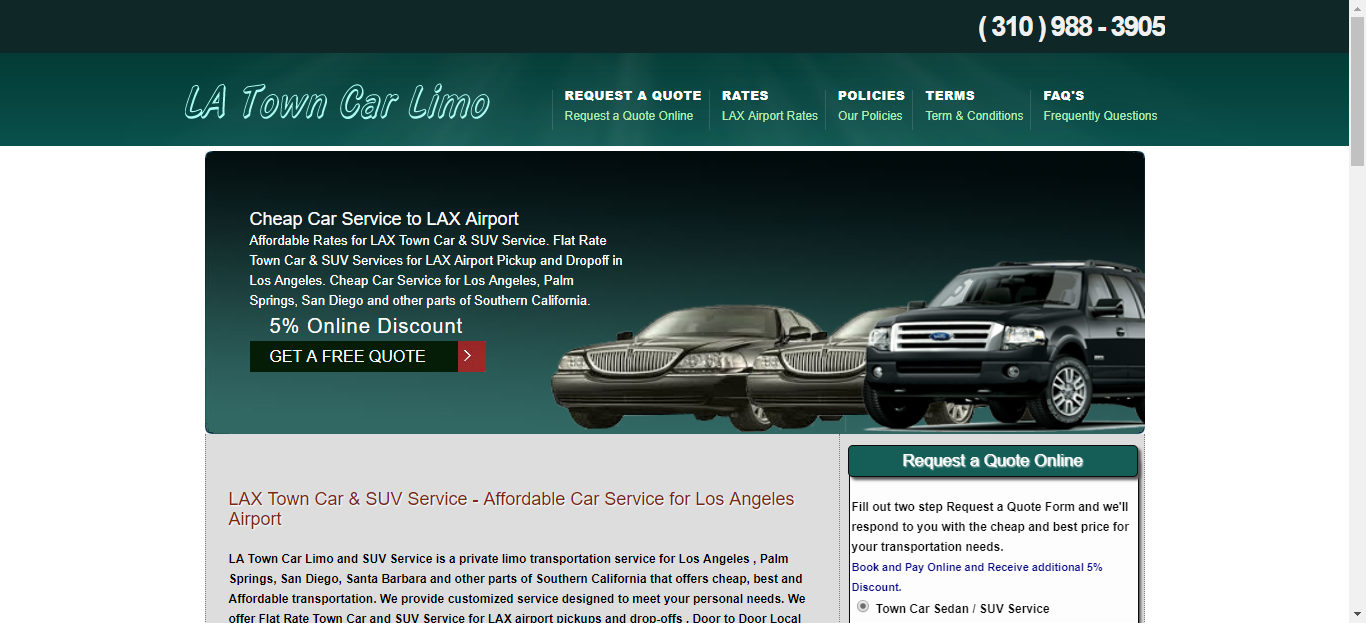 ( 310 ) 988 - 3905
LA Town Car Limo
REQUEST A QUOTE
Request a Quote Online
RATES
LAX Airport Rates
POLICIES
Our Policies
TERMS
Term & Conditions
FAQ'S
Frequently Questions
Cheap Car Service to LAX Airport
Affordable Rates for LAX Town Car & SUV Service. Flat Rate
Town Car & SUV Services for LAX Airport Pickup and Dropoff in
Los Angeles. Cheap Car Service for Los Angeles, Palm
Springs, San Diego and other parts of Southern California.
5% Online Discount
GET A FREE QUOTE
LAX Town Car & SUV Service - Affordable Car Service for Los Angeles
Airport
LA Town Car Limo and SUV Service is a private limo transportation service for Los Angeles , Palm
Springs, San Diego, Santa Barbara and other parts of Southern California that offers cheap, best and
Affordable transportation. We provide customized service designed to meet your personal needs. We
offer Flat Rate Town Car and SUV Service for LAX airport pickups and drop-offs , Door to Door Local
Request a Quote Online
Fill out two step Request a Quote Form and we'll
respond to you with the cheap and best price for
your transportation needs.
Book and Pay Online and Receive additional 5%
Discount.
Town Car Sedan / SUV Service